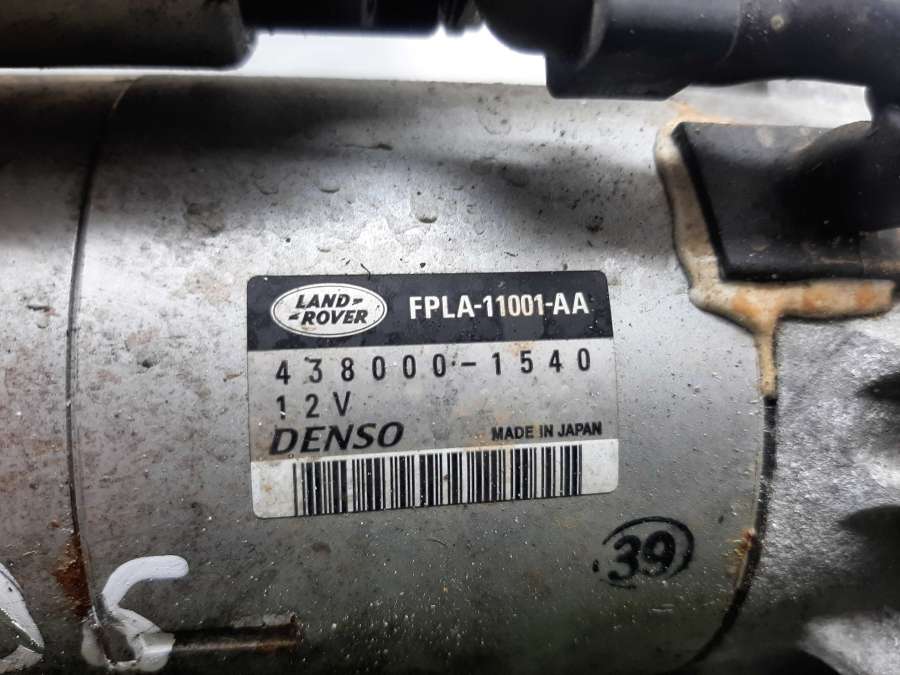 LAND-
-ROVER
FPLA-11001-AA
438000-1540
12V
DENSO MADE IN JAPAN
39